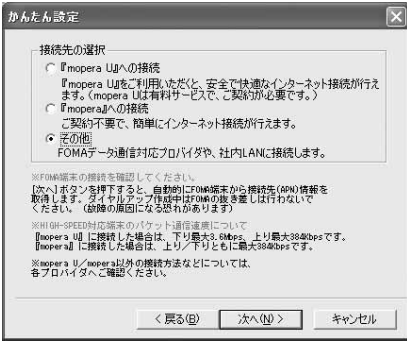 かんたん設定
接続先の選択
『mopera U』への接続
『mopera U』をご利用いただくと、安全で快適なインターネット接続が行え
ます。(mopera Uは有料サービスで、ご契約が必要です。)
『mopera』への接続
ご契約不要で、簡単にインターネット接続が行えます。
その他
FOMAデータ通信対応プロバイダや、社内LANに接続します。
※FOMA端末の接続を確認してください。
[次へ]ボタンを押下すると、自動的にFOMA端末から接続先(APN)情報を
取得します。ダイヤルアップ作成中はFOMAの抜き差しは行わないで
ください。（故障の原因になる恐れがあります）
※HIGH-SPEED対応端末のパケット通信速度について
『mopera U』に接続した場合は、下り最大3.6Mbps、上り最大384Kbpsです。
『mopera』に接続した場合は、上り/下りともに最大384Kbpsです。
※mopera U／mopera以外の接続方法などについては、
各プロバイダへご確認ください。
< 戻る(B)
次へ(N) >
キャンセル